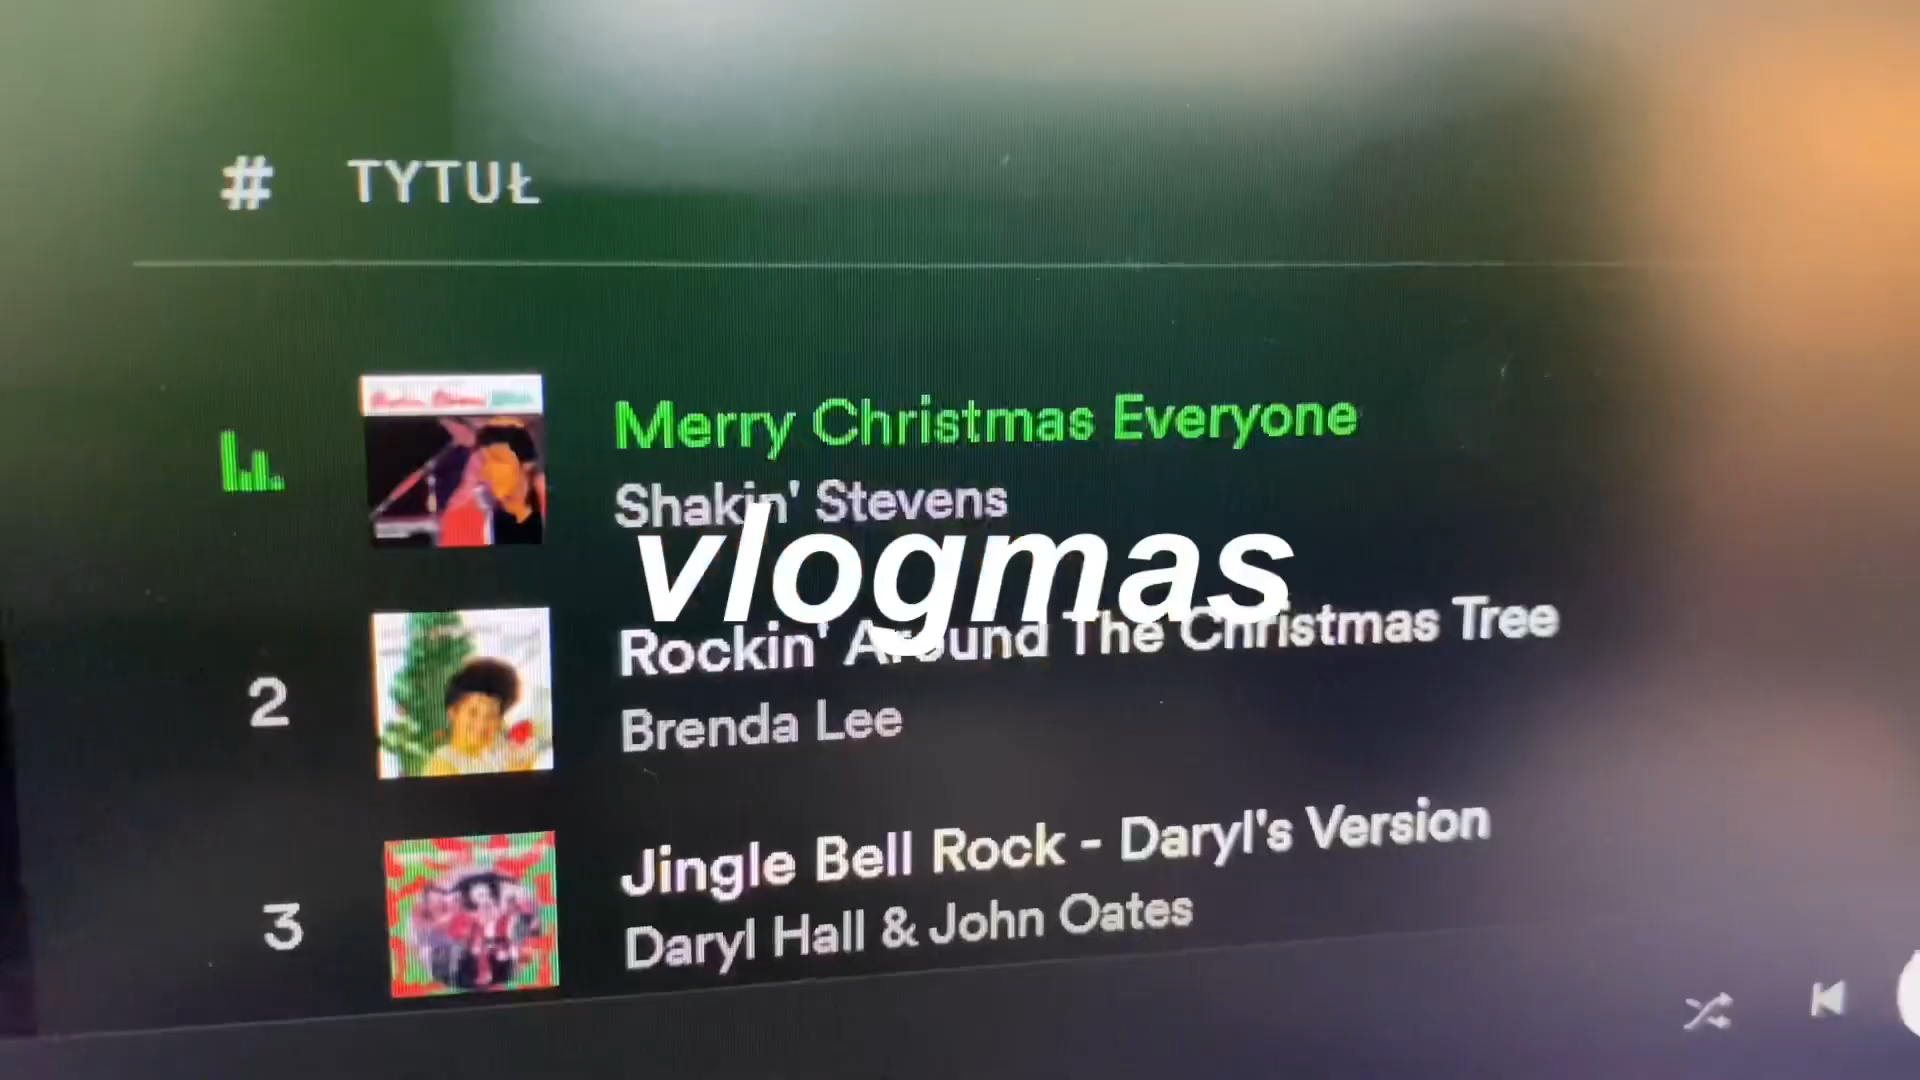 # TYTUŁ
Merry Christmas Everyone
Shakin' Stevens
vlogmas
2
Rockin' Around The Christmas Tree
Brenda Lee
3
Jingle Bell Rock - Daryl's Version
Daryl Hall & John Oates